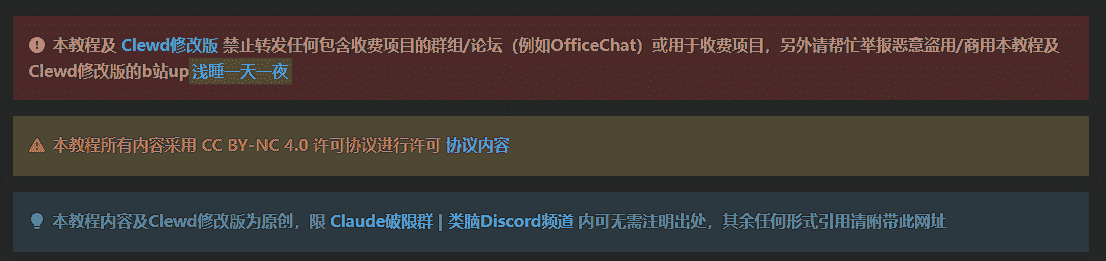 本教程及 Clewd修改版 禁止转发任何包含收费项目的群组/论坛（例如OfficeChat）或用于收费项目，另外请帮忙举报恶意盗用/商用本教程及
Clewd修改版的b站up 浅睡一天一夜
本教程所有内容采用 CC BY-NC 4.0 许可协议进行许可 协议内容
本教程内容及Clewd修改版为原创，限 Claude破限群 | 类脑Discord频道 内可无需注明出处，其余任何形式引用请附带此网址